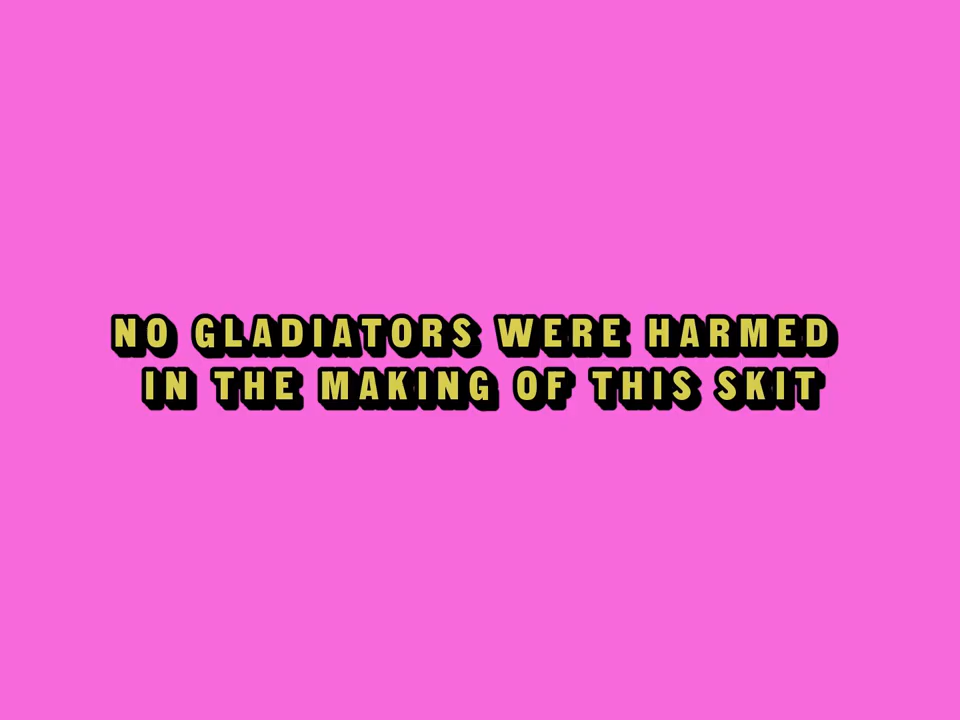 NO GLADIATORS WERE HARMED
IN THE MAKING OF THIS SKIT